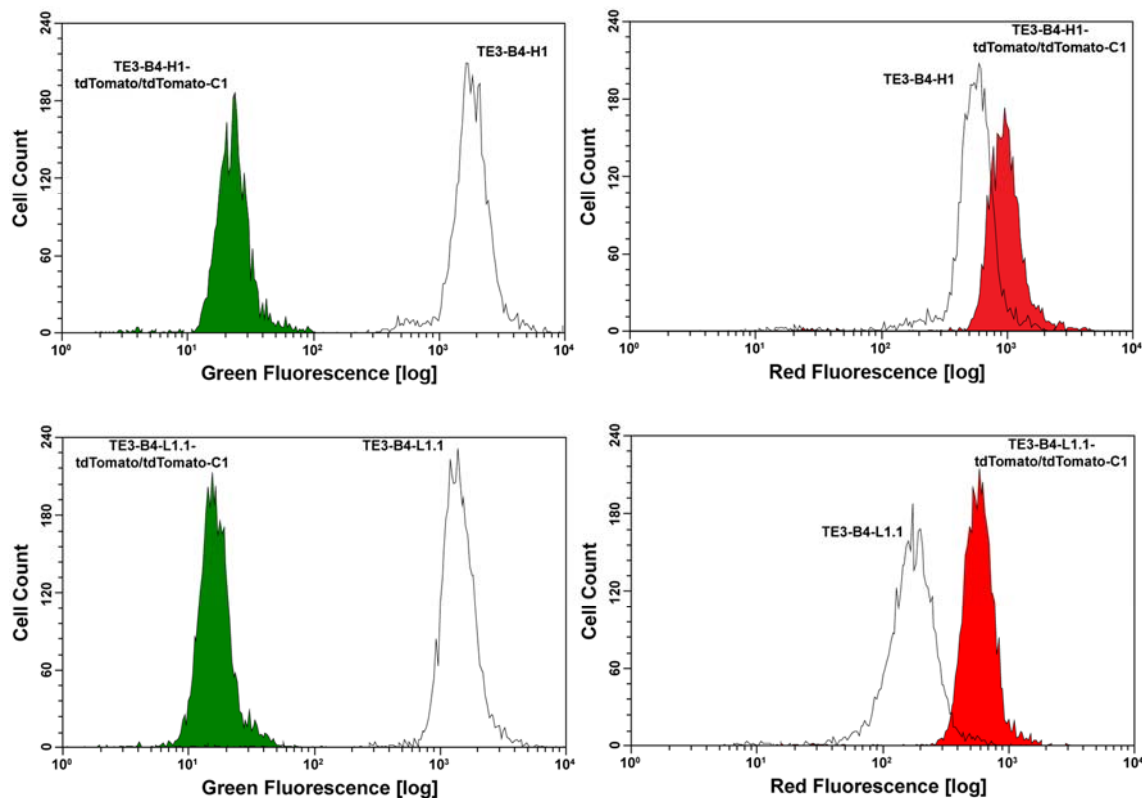 240
180
120
60
0
Cell Count
TE3-B4-H1-
tdTomato/tdTomato-C1
TE3-B4-H1
10⁰ 10¹ 10² 10³ 10⁴
Green Fluorescence [log]
240
180
120
60
0
Cell Count
TE3-B4-H1
TE3-B4-H1-
tdTomato/tdTomato-C1
10⁰ 10¹ 10² 10³ 10⁴
Red Fluorescence [log]
240
180
120
60
0
Cell Count
TE3-B4-L1.1-
tdTomato/tdTomato-C1
TE3-B4-L1.1
10⁰ 10¹ 10² 10³ 10⁴
Green Fluorescence [log]
240
180
120
60
0
Cell Count
TE3-B4-L1.1
TE3-B4-L1.1-
tdTomato/tdTomato-C1
10⁰ 10¹ 10² 10³ 10⁴
Red Fluorescence [log]